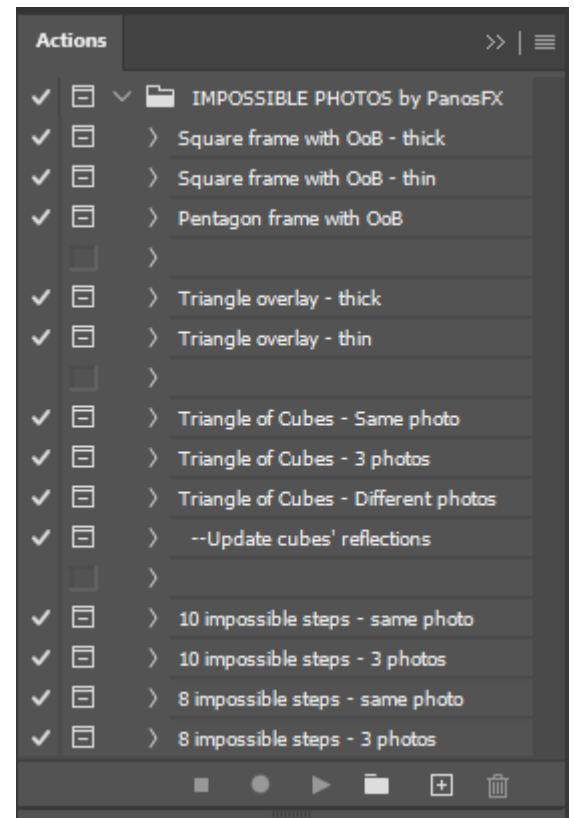 Actions
IMPOSSIBLE PHOTOS by PanosFX
Square frame with OoB - thick
Square frame with OoB - thin
Pentagon frame with OoB
Triangle overlay - thick
Triangle overlay - thin
Triangle of Cubes - Same photo
Triangle of Cubes - 3 photos
Triangle of Cubes - Different photos
--Update cubes' reflections
10 impossible steps - same photo
10 impossible steps - 3 photos
8 impossible steps - same photo
8 impossible steps - 3 photos